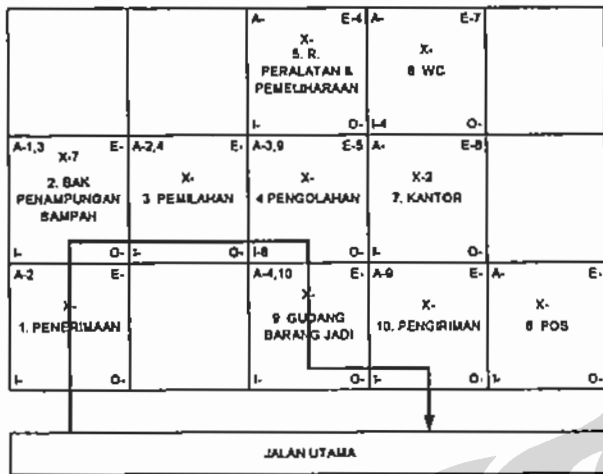 A- E-4
X-
5. R.
PERALATAN &
PEMELIHARAAN
I- O-
A- E-7
X-
8 WC
I-4 O-
A-1,3 E-
X-7
2. BAK
PENAMPUNGAN
SAMPAH
I- O-
A-2,4 E-
X-
3 PEMILAHAN
I- O-
A-3,9 E-5
X-
4 PENGOLAHAN
I-8 O-
A- E-8
X-2
7. KANTOR
I- O-
A-2 E-
X-
1. PENERIMAAN
I- O-
A-4,10 E-
X-
9 GUDANG
BARANG JADI
I- O-
A-9 E-
X-
10. PENGIRIMAN
I- O-
A- E-
X-
6 POS
I- O-
JALAN UTAMA